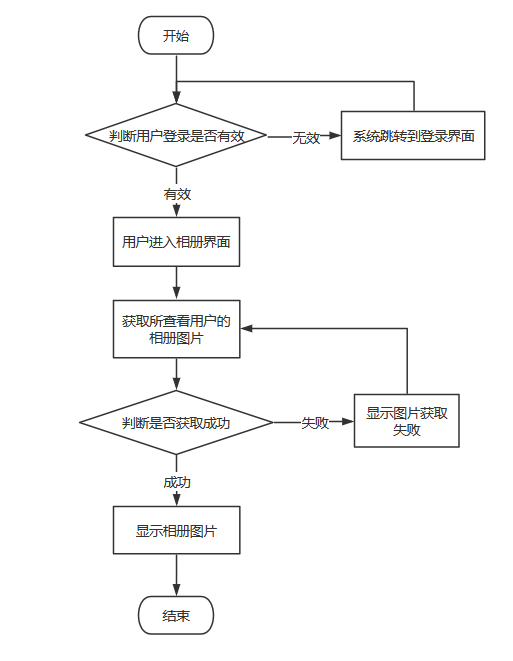 开始
判断用户登录是否有效
无效
系统跳转到登录界面
有效
用户进入相册界面
获取所查看用户的
相册图片
判断是否获取成功
失败
显示图片获取
失败
成功
显示相册图片
结束